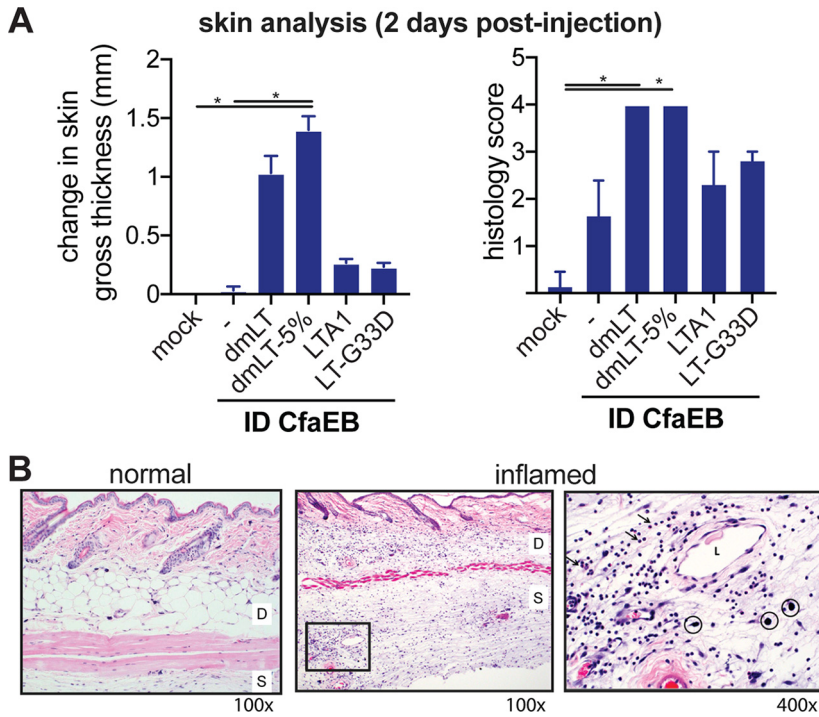 A
skin analysis (2 days post-injection)
change in skin
gross thickness (mm)
2
1.5
1
0.5
0
* *
mock
-
dmLT
dmLT-5%
LTA1
LT-G33D
ID CfaEB
histology score
5
4
3
2
1
* *
mock
-
dmLT
dmLT-5%
LTA1
LT-G33D
ID CfaEB
B
normal
inflamed
D
S
100x
D
S
100x
L
400x